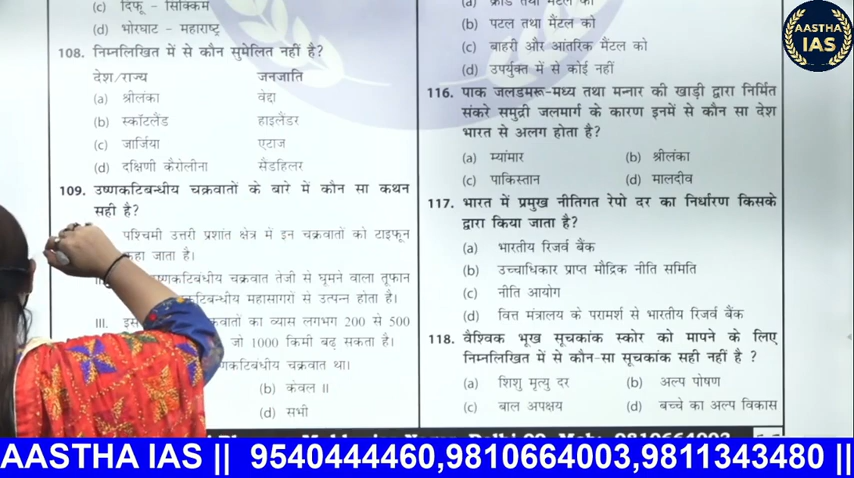 (c) दिफू - सिक्किम
(d) भोरघाट - महाराष्ट्र
108. निम्नलिखित में से कौन सुमेलित नहीं है?
देश/राज्य जनजाति
(a) श्रीलंका वेद्दा
(b) स्कॉटलैंड हाइलैंडर
(c) जार्जिया एटाज
(d) दक्षिणी कैरोलीना सैडहिलर
109. उष्णकटिबन्धीय चक्रवातों के बारे में कौन सा कथन
सही है?
पश्चिमी उत्तरी प्रशांत क्षेत्र में इन चक्रवातों को टाइफून
कहा जाता है।
चक्रवात तेजी से घूमने वाला तूफान
महासागरों से उत्पन्न होता है।
III. इस का व्यास लगभग 200 से 500
जो 1000 किमी बढ़ सकता है।
चक्रवात था।
(b) केवल II
(d) सभी
(b) पटल तथा मैंटल को
(c) बाहरी और आंतरिक मैंटल को
(d) उपर्युक्त में से कोई नहीं
116. पाक जलडमरू-मध्य तथा मन्नार की खाड़ी द्वारा निर्मित
संकरे समुद्री जलमार्ग के कारण इनमें से कौन सा देश
भारत से अलग होता है?
(a) म्यांमार (b) श्रीलंका
(c) पाकिस्तान (d) मालदीव
117. भारत में प्रमुख नीतिगत रेपो दर का निर्धारण किसके
द्वारा किया जाता है?
(a) भारतीय रिजर्व बैंक
(b) उच्चाधिकार प्राप्त मौद्रिक नीति समिति
(c) नीति आयोग
(d) वित्त मंत्रालय के परामर्श से भारतीय रिजर्व बैंक
118. वैश्विक भूख सूचकांक स्कोर को मापने के लिए
निम्नलिखित में से कौन-सा सूचकांक सही नहीं है ?
(a) शिशु मृत्यु दर (b) अल्प पोषण
(c) बाल अपक्षय (d) बच्चे का अल्प विकास
AASTHA
IAS
AASTHA IAS || 9540444460,9810664003,9811343480 ||